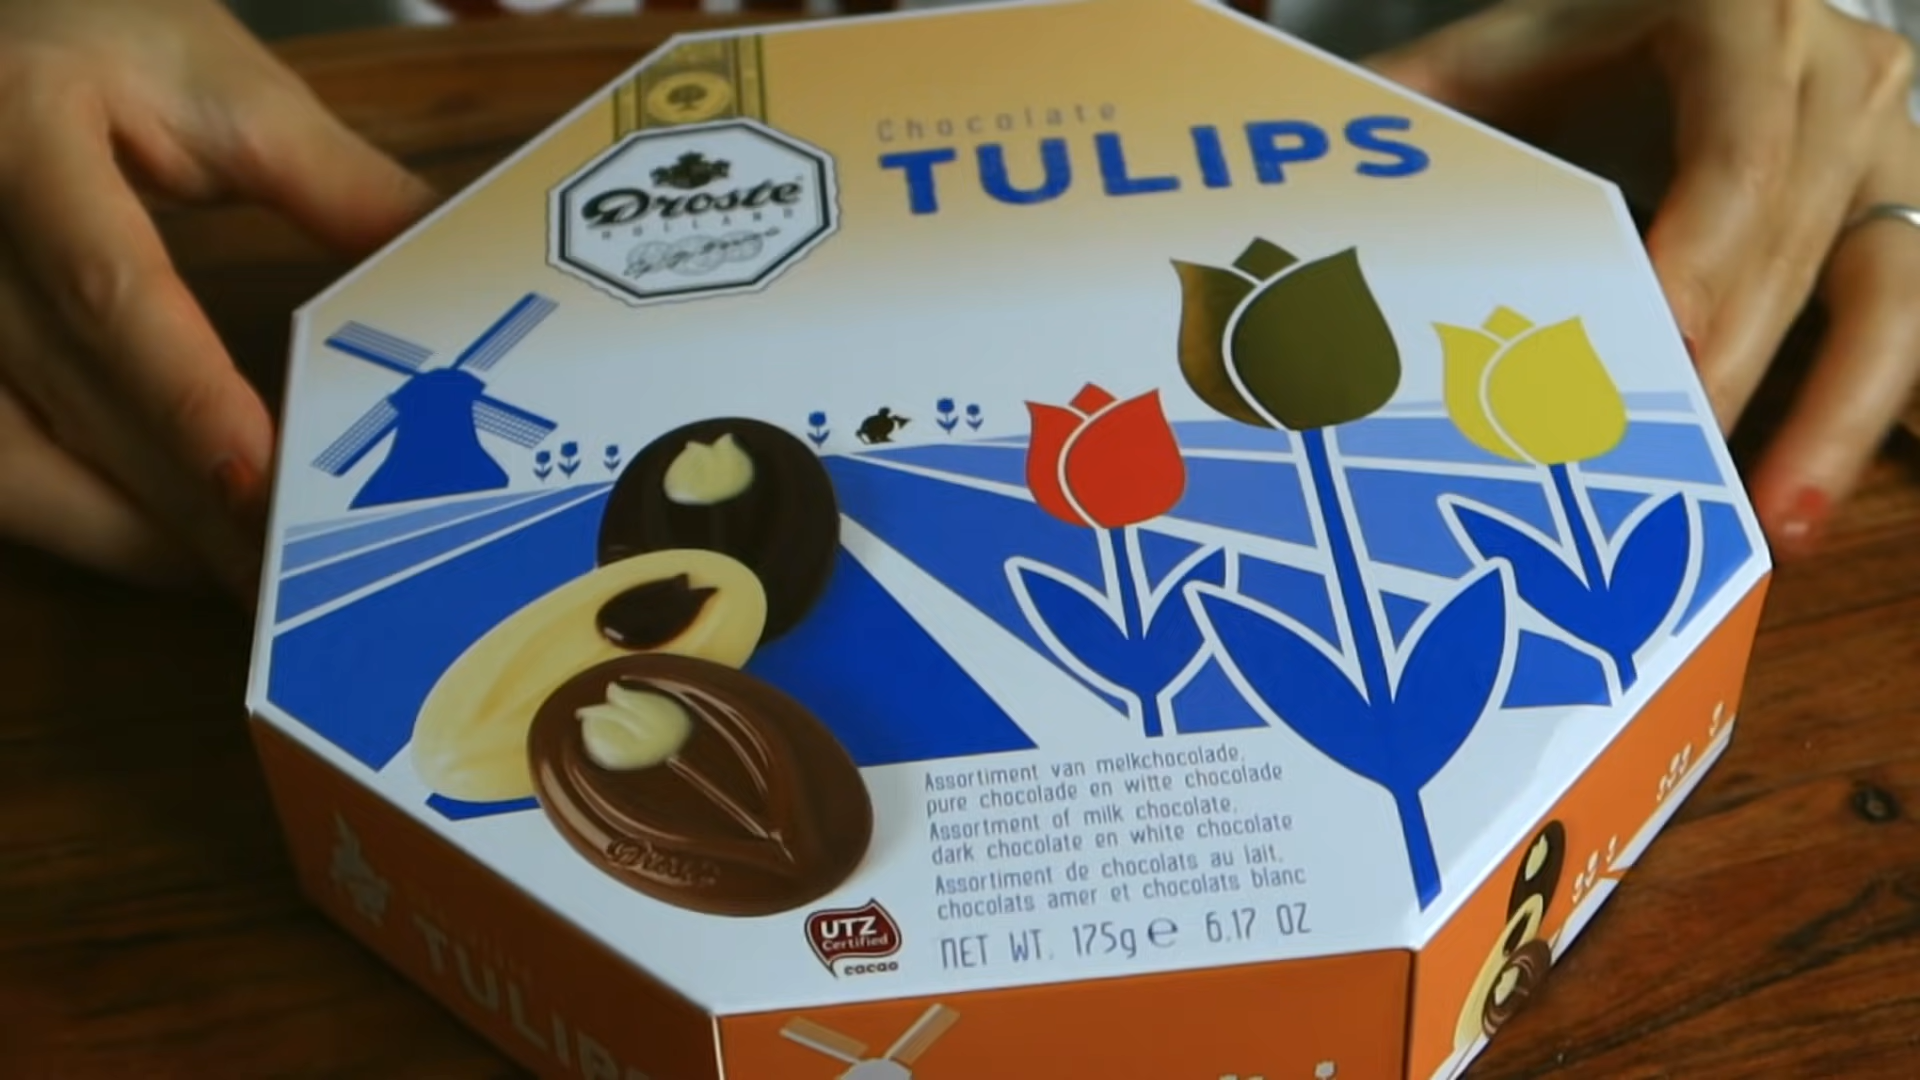 Chocolate
TULIPS
Droste
HOLLAND
Assortiment van melkchocolade,
pure chocolade en witte chocolade
Assortment of milk chocolate,
dark chocolate en white chocolate
Assortiment de chocolats au lait,
chocolats amer et chocolats blanc
NET WT. 175g e 6.17 OZ
UTZ
Certified
cacao
Droste
TULIPS